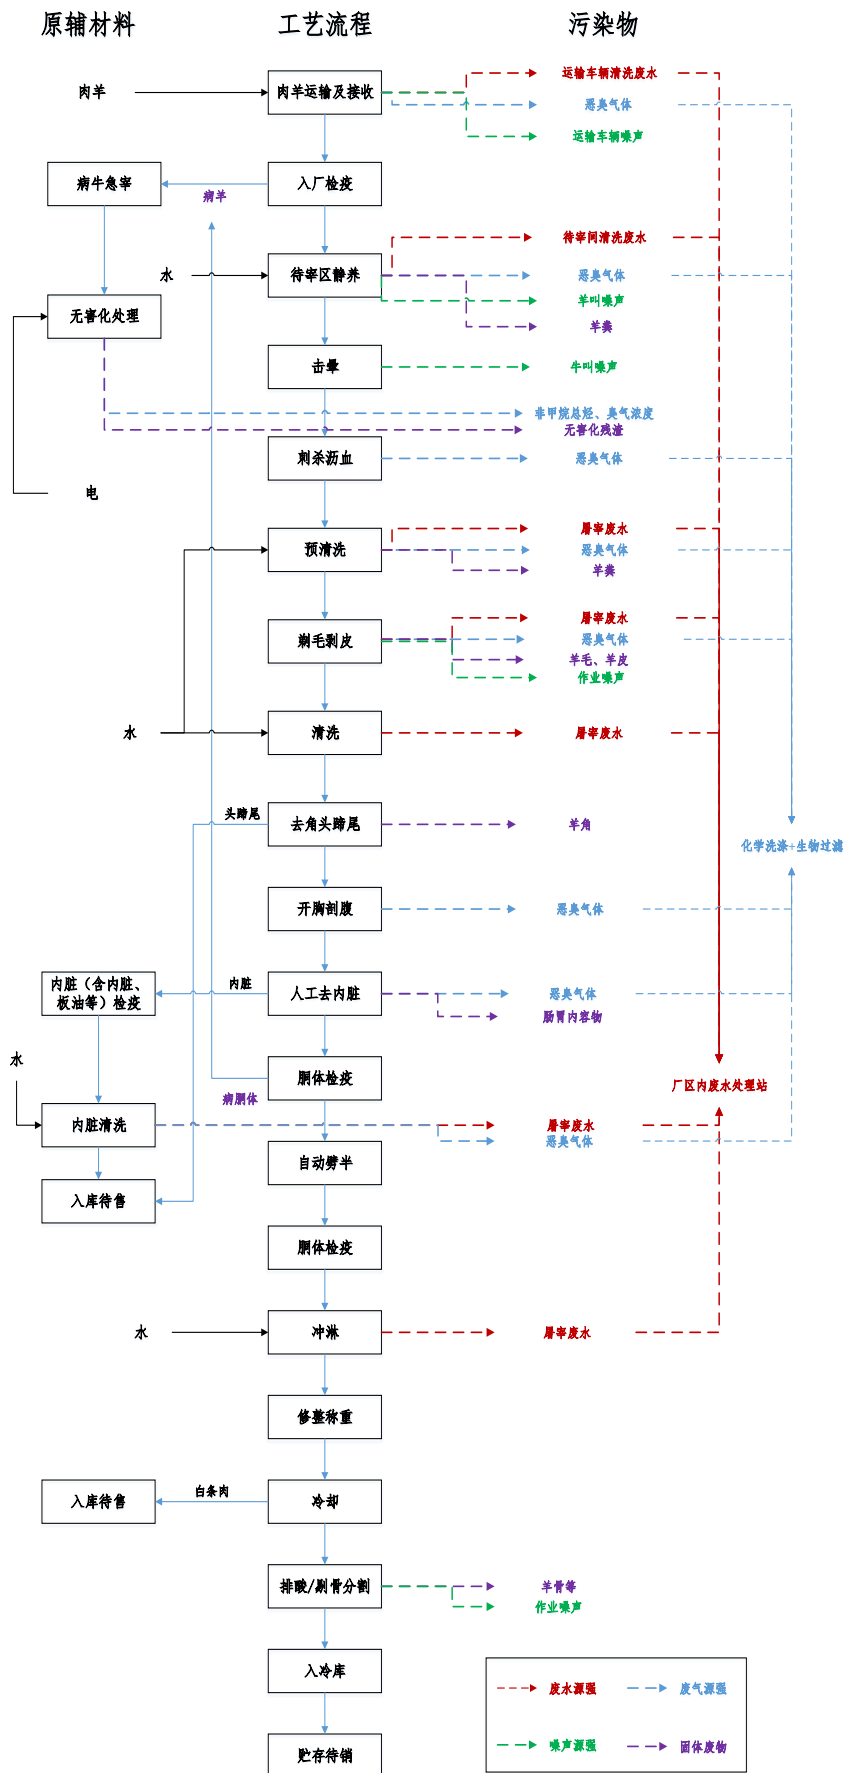 原辅材料 工艺流程 污染物
肉羊 肉羊运输及接收 运输车辆清洗废水
恶臭气体
运输车辆噪声
病牛急宰 病羊 入厂检疫
水 待宰区静养 待宰间清洗废水
恶臭气体
羊叫噪声
羊粪
无害化处理
击晕 牛叫噪声
非甲烷总烃、臭气浓度
无害化残渣
刺杀沥血 恶臭气体
电
预清洗 屠宰废水
恶臭气体
羊粪
剃毛剥皮 屠宰废水
恶臭气体
羊毛、羊皮
作业噪声
水 清洗 屠宰废水
头蹄尾 去角头蹄尾 羊角
化学洗涤+生物过滤
开胸剖腹 恶臭气体
内脏（含内脏、
板油等）检疫
内脏 人工去内脏 恶臭气体
肠胃内容物
水
胴体检疫
厂区内废水处理站
病胴体
内脏清洗 屠宰废水
恶臭气体
自动劈半
入库待售
胴体检疫
水 冲淋 屠宰废水
修整称重
入库待售 白条肉 冷却
排酸/剔骨分割 羊骨等
作业噪声
入冷库
废水源强 废气源强
噪声源强 固体废物
贮存待销